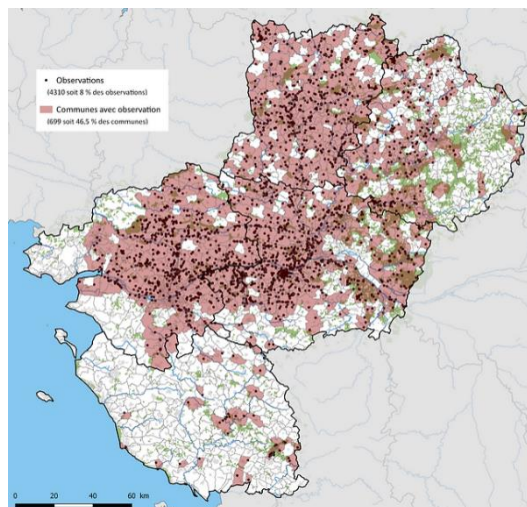 Observations
(4310 soit 8 % des observations)
Communes avec observation
(699 soit 46,5 % des communes)
0 20 40 60 km